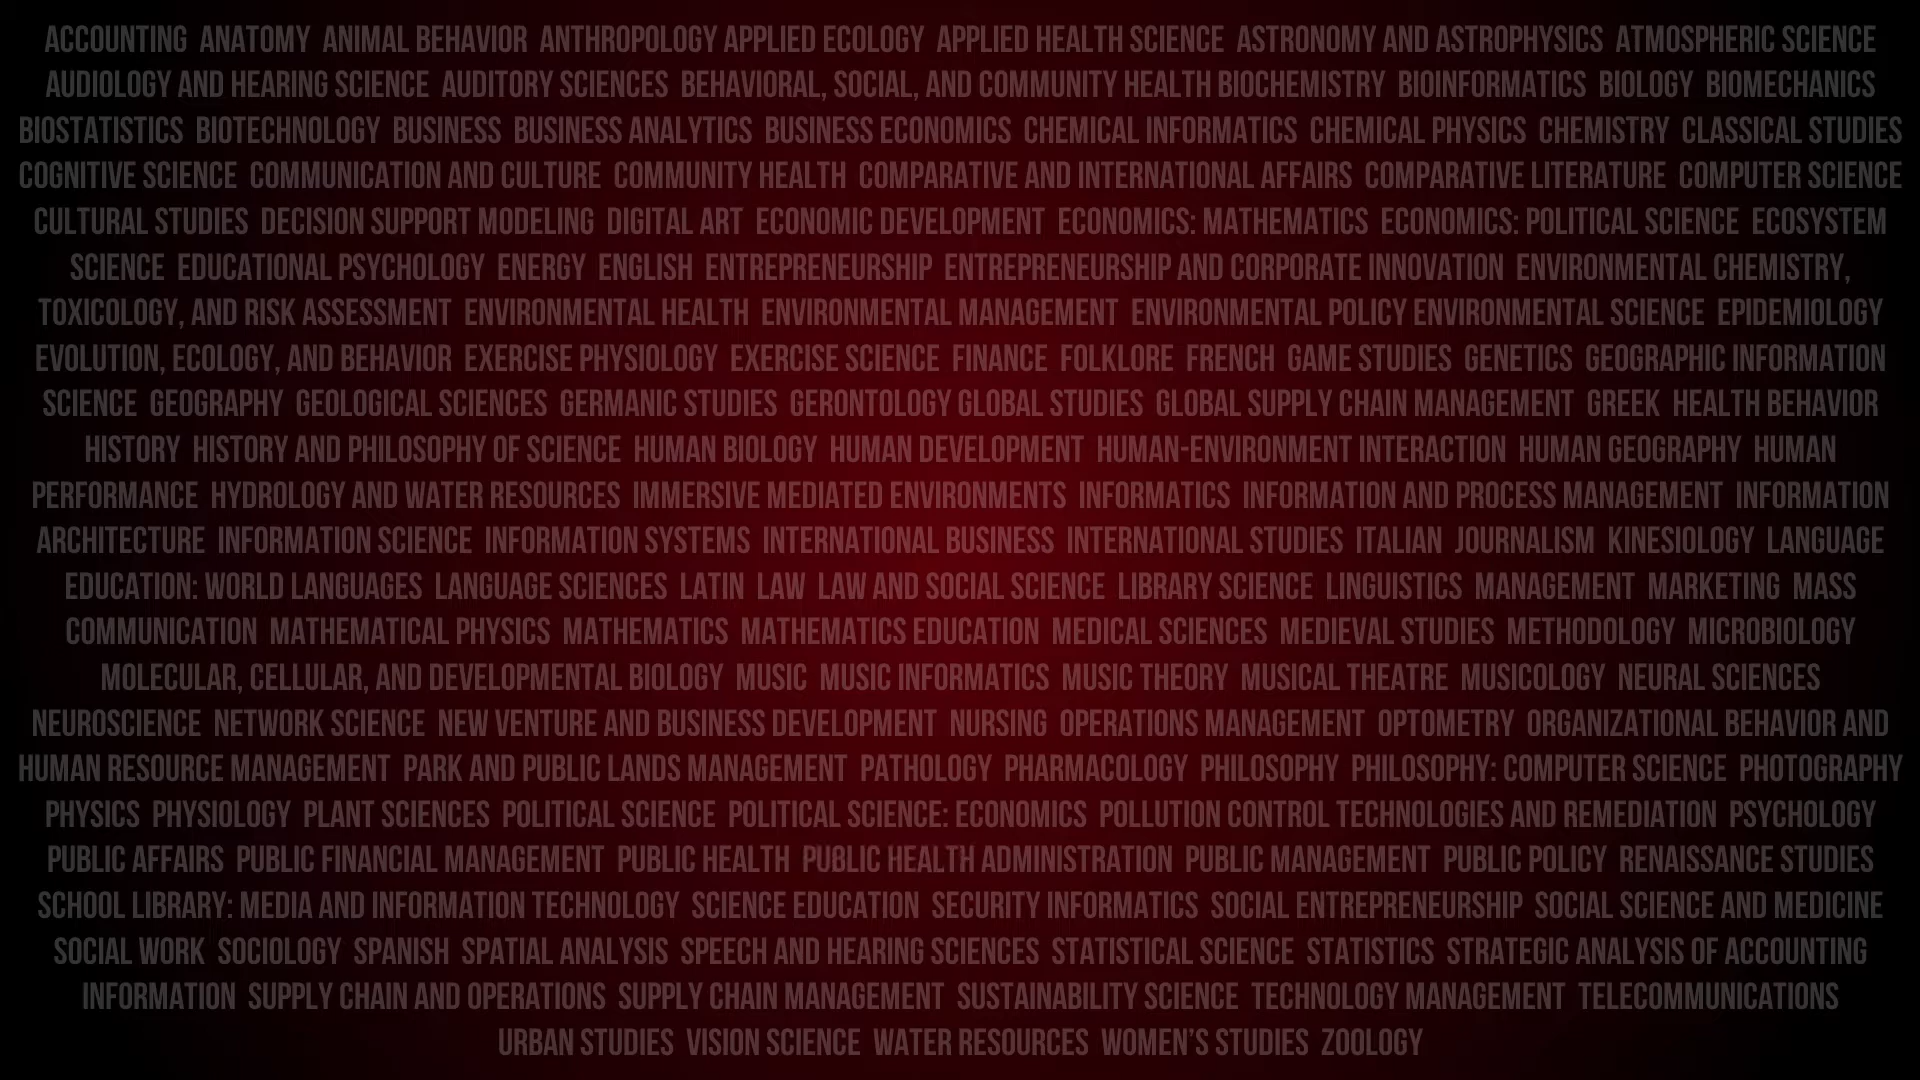 ACCOUNTING ANATOMY ANIMAL BEHAVIOR ANTHROPOLOGY APPLIED ECOLOGY APPLIED HEALTH SCIENCE ASTRONOMY AND ASTROPHYSICS ATMOSPHERIC SCIENCE
AUDIOLOGY AND HEARING SCIENCE AUDITORY SCIENCES BEHAVIORAL, SOCIAL, AND COMMUNITY HEALTH BIOCHEMISTRY BIOINFORMATICS BIOLOGY BIOMECHANICS
BIOSTATISTICS BIOTECHNOLOGY BUSINESS BUSINESS ANALYTICS BUSINESS ECONOMICS CHEMICAL INFORMATICS CHEMICAL PHYSICS CHEMISTRY CLASSICAL STUDIES
COGNITIVE SCIENCE COMMUNICATION AND CULTURE COMMUNITY HEALTH COMPARATIVE AND INTERNATIONAL AFFAIRS COMPARATIVE LITERATURE COMPUTER SCIENCE
CULTURAL STUDIES DECISION SUPPORT MODELING DIGITAL ART ECONOMIC DEVELOPMENT ECONOMICS: MATHEMATICS ECONOMICS: POLITICAL SCIENCE ECOSYSTEM
SCIENCE EDUCATIONAL PSYCHOLOGY ENERGY ENGLISH ENTREPRENEURSHIP ENTREPRENEURSHIP AND CORPORATE INNOVATION ENVIRONMENTAL CHEMISTRY,
TOXICOLOGY, AND RISK ASSESSMENT ENVIRONMENTAL HEALTH ENVIRONMENTAL MANAGEMENT ENVIRONMENTAL POLICY ENVIRONMENTAL SCIENCE EPIDEMIOLOGY
EVOLUTION, ECOLOGY, AND BEHAVIOR EXERCISE PHYSIOLOGY EXERCISE SCIENCE FINANCE FOLKLORE FRENCH GAME STUDIES GENETICS GEOGRAPHIC INFORMATION
SCIENCE GEOGRAPHY GEOLOGICAL SCIENCES GERMANIC STUDIES GERONTOLOGY GLOBAL STUDIES GLOBAL SUPPLY CHAIN MANAGEMENT GREEK HEALTH BEHAVIOR
HISTORY HISTORY AND PHILOSOPHY OF SCIENCE HUMAN BIOLOGY HUMAN DEVELOPMENT HUMAN-ENVIRONMENT INTERACTION HUMAN GEOGRAPHY HUMAN
PERFORMANCE HYDROLOGY AND WATER RESOURCES IMMERSIVE MEDIATED ENVIRONMENTS INFORMATICS INFORMATION AND PROCESS MANAGEMENT INFORMATION
ARCHITECTURE INFORMATION SCIENCE INFORMATION SYSTEMS INTERNATIONAL BUSINESS INTERNATIONAL STUDIES ITALIAN JOURNALISM KINESIOLOGY LANGUAGE
EDUCATION: WORLD LANGUAGES LANGUAGE SCIENCES LATIN LAW LAW AND SOCIAL SCIENCE LIBRARY SCIENCE LINGUISTICS MANAGEMENT MARKETING MASS
COMMUNICATION MATHEMATICAL PHYSICS MATHEMATICS MATHEMATICS EDUCATION MEDICAL SCIENCES MEDIEVAL STUDIES METHODOLOGY MICROBIOLOGY
MOLECULAR, CELLULAR, AND DEVELOPMENTAL BIOLOGY MUSIC MUSIC INFORMATICS MUSIC THEORY MUSICAL THEATRE MUSICOLOGY NEURAL SCIENCES
NEUROSCIENCE NETWORK SCIENCE NEW VENTURE AND BUSINESS DEVELOPMENT NURSING OPERATIONS MANAGEMENT OPTOMETRY ORGANIZATIONAL BEHAVIOR AND
HUMAN RESOURCE MANAGEMENT PARK AND PUBLIC LANDS MANAGEMENT PATHOLOGY PHARMACOLOGY PHILOSOPHY PHILOSOPHY: COMPUTER SCIENCE PHOTOGRAPHY
PHYSICS PHYSIOLOGY PLANT SCIENCES POLITICAL SCIENCE POLITICAL SCIENCE: ECONOMICS POLLUTION CONTROL TECHNOLOGIES AND REMEDIATION PSYCHOLOGY
PUBLIC AFFAIRS PUBLIC FINANCIAL MANAGEMENT PUBLIC HEALTH PUBLIC HEALTH ADMINISTRATION PUBLIC MANAGEMENT PUBLIC POLICY RENAISSANCE STUDIES
SCHOOL LIBRARY: MEDIA AND INFORMATION TECHNOLOGY SCIENCE EDUCATION SECURITY INFORMATICS SOCIAL ENTREPRENEURSHIP SOCIAL SCIENCE AND MEDICINE
SOCIAL WORK SOCIOLOGY SPANISH SPATIAL ANALYSIS SPEECH AND HEARING SCIENCES STATISTICAL SCIENCE STATISTICS STRATEGIC ANALYSIS OF ACCOUNTING
INFORMATION SUPPLY CHAIN AND OPERATIONS SUPPLY CHAIN MANAGEMENT SUSTAINABILITY SCIENCE TECHNOLOGY MANAGEMENT TELECOMMUNICATIONS
URBAN STUDIES VISION SCIENCE WATER RESOURCES WOMEN'S STUDIES ZOOLOGY